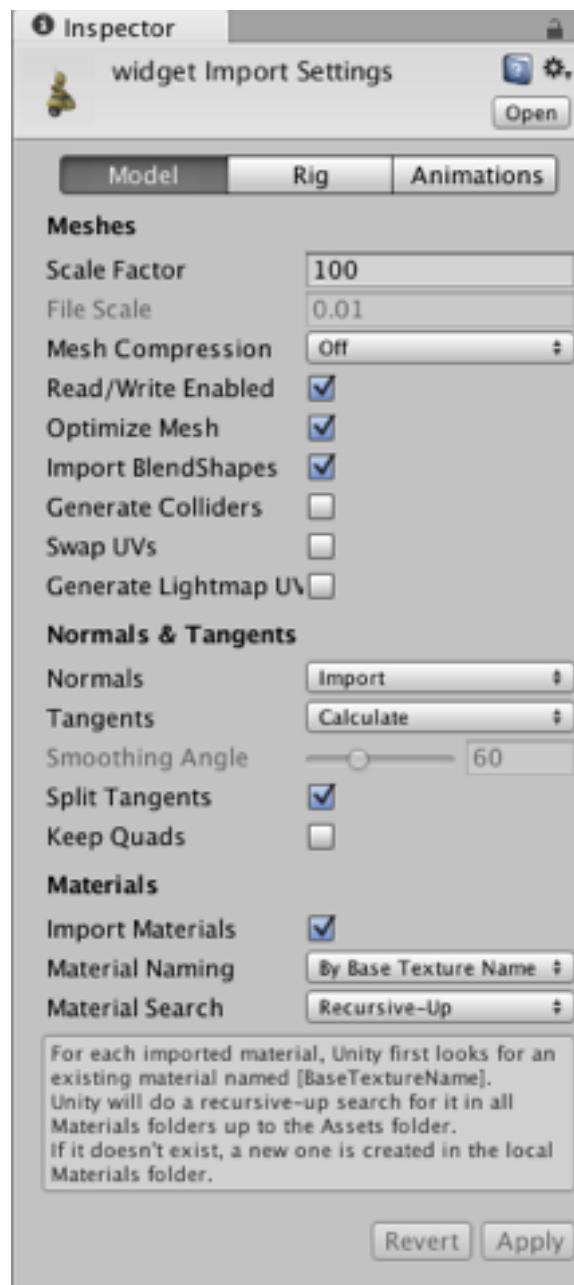 Inspector
widget Import Settings
Open
Model Rig Animations
Meshes
Scale Factor 100
File Scale 0.01
Mesh Compression Off
Read/Write Enabled
Optimize Mesh
Import BlendShapes
Generate Colliders
Swap UVs
Generate Lightmap UV
Normals & Tangents
Normals Import
Tangents Calculate
Smoothing Angle 60
Split Tangents
Keep Quads
Materials
Import Materials
Material Naming By Base Texture Name
Material Search Recursive-Up
For each imported material, Unity first looks for an
existing material named [BaseTextureName].
Unity will do a recursive-up search for it in all
Materials folders up to the Assets folder.
If it doesn't exist, a new one is created in the local
Materials folder.
Revert Apply